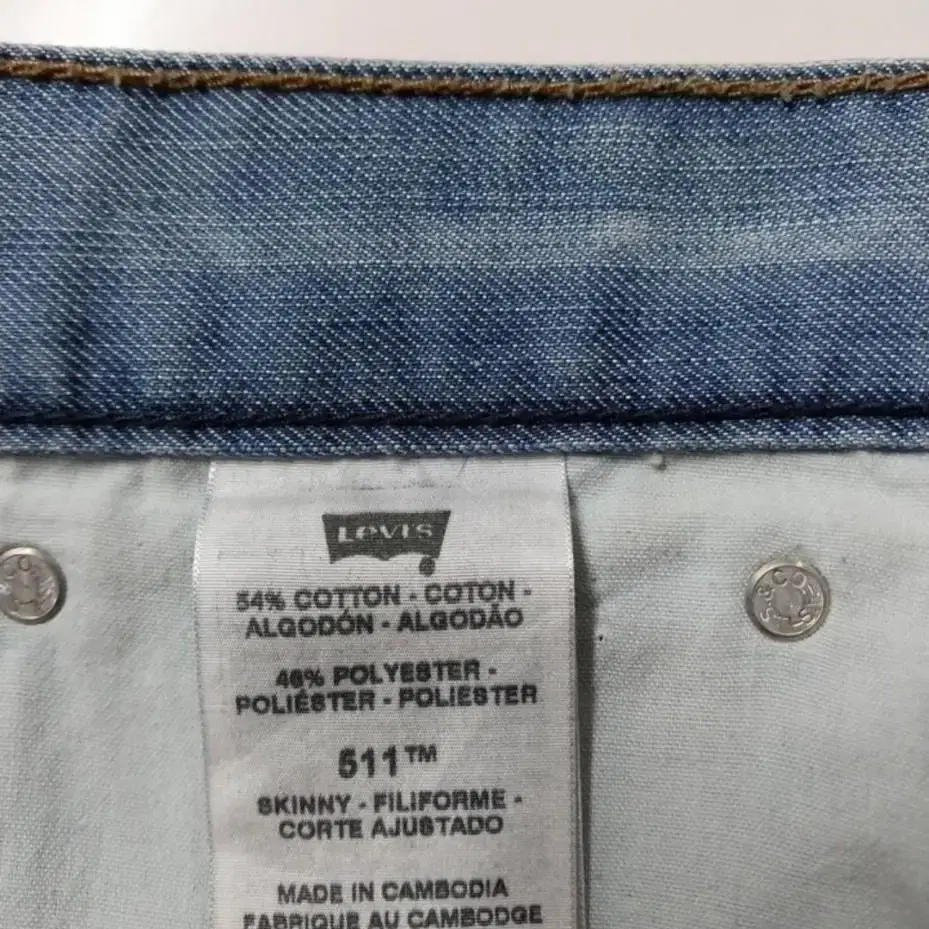 LEVI'S
®
54% COTTON - COTON -
ALGODÓN - ALGODÃO
46% POLYESTER -
POLIÉSTER - POLIESTER
511™
SKINNY - FILIFORME -
CORTE AJUSTADO
MADE IN CAMBODIA
FABRIQUE AU CAMBODGE